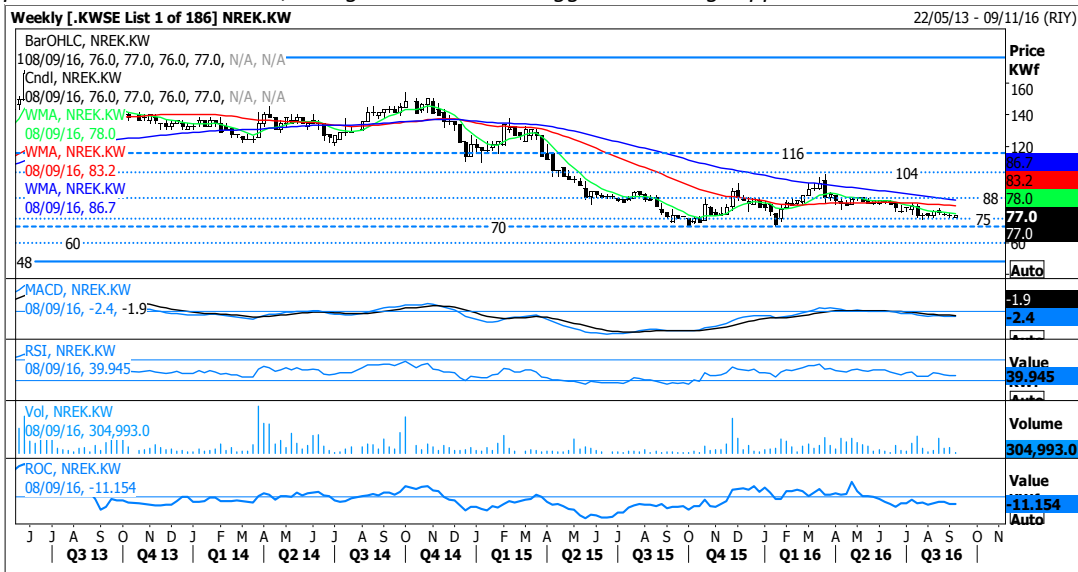 Weekly [.KWSE List 1 of 186] NREK.KW 22/05/13 - 09/11/16 (RIY)
BarOHLC, NREK.KW
108/09/16, 76.0, 77.0, 76.0, 77.0, N/A, N/A
Cndl, NREK.KW
08/09/16, 76.0, 77.0, 76.0, 77.0, N/A, N/A
WMA, NREK.KW
08/09/16, 78.0
WMA, NREK.KW
08/09/16, 83.2
WMA, NREK.KW
08/09/16, 86.7
Price
KWf
160
140
120
116
104
88
75
70
60
48
86.7
83.2
78.0
77.0
77.0
60
Auto
MACD, NREK.KW
08/09/16, -2.4, -1.9
-1.9
-2.4
RSI, NREK.KW
08/09/16, 39.945
Value
39.945
Vol, NREK.KW
08/09/16, 304,993.0
Volume
304,993.0
ROC, NREK.KW
08/09/16, -11.154
Value
-11.154
Auto
J J A S O N D J F M A M J J A S O N D J F M A M J J A S O N D J F M A M J J A S O N
Q3 13 Q4 13 Q1 14 Q2 14 Q3 14 Q4 14 Q1 15 Q2 15 Q3 15 Q4 15 Q1 16 Q2 16 Q3 16